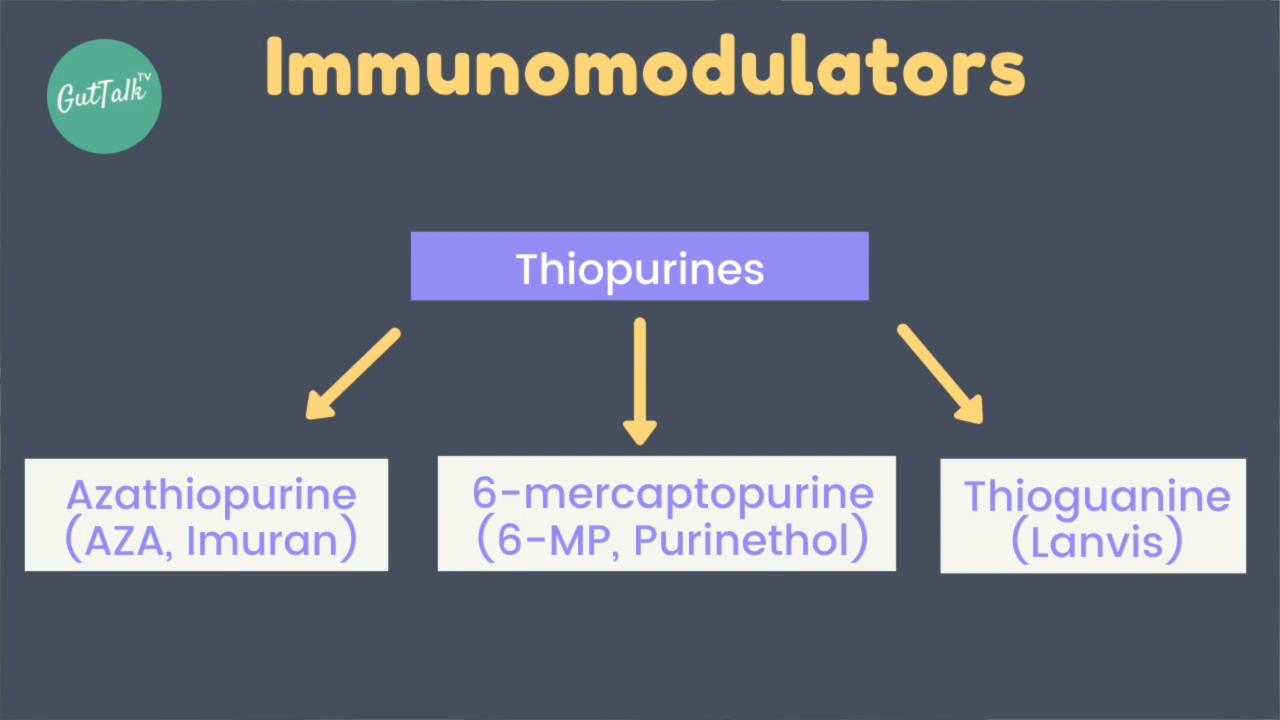 Immunomodulators
GutTalk TV
Thiopurines
Azathiopurine
(AZA, Imuran)
6-mercaptopurine
(6-MP, Purinethol)
Thioguanine
(Lanvis)